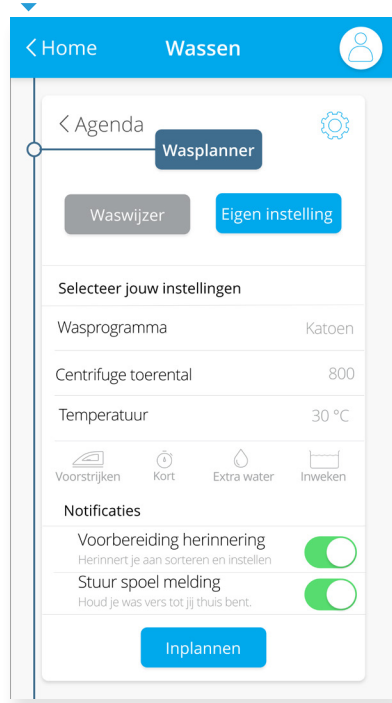 Home
Wassen
Agenda
Wasplanner
Waswijzer
Eigen instelling
Selecteer jouw instellingen
Wasprogramma Katoen
Centrifuge toerental 800
Temperatuur 30 °C
Voorstrijken Kort Extra water Inweken
Notificaties
Voorbereiding herinnering
Herinnert je aan sorteren en instellen
Stuur spoel melding
Houd je was vers tot jij thuis bent.
Inplannen